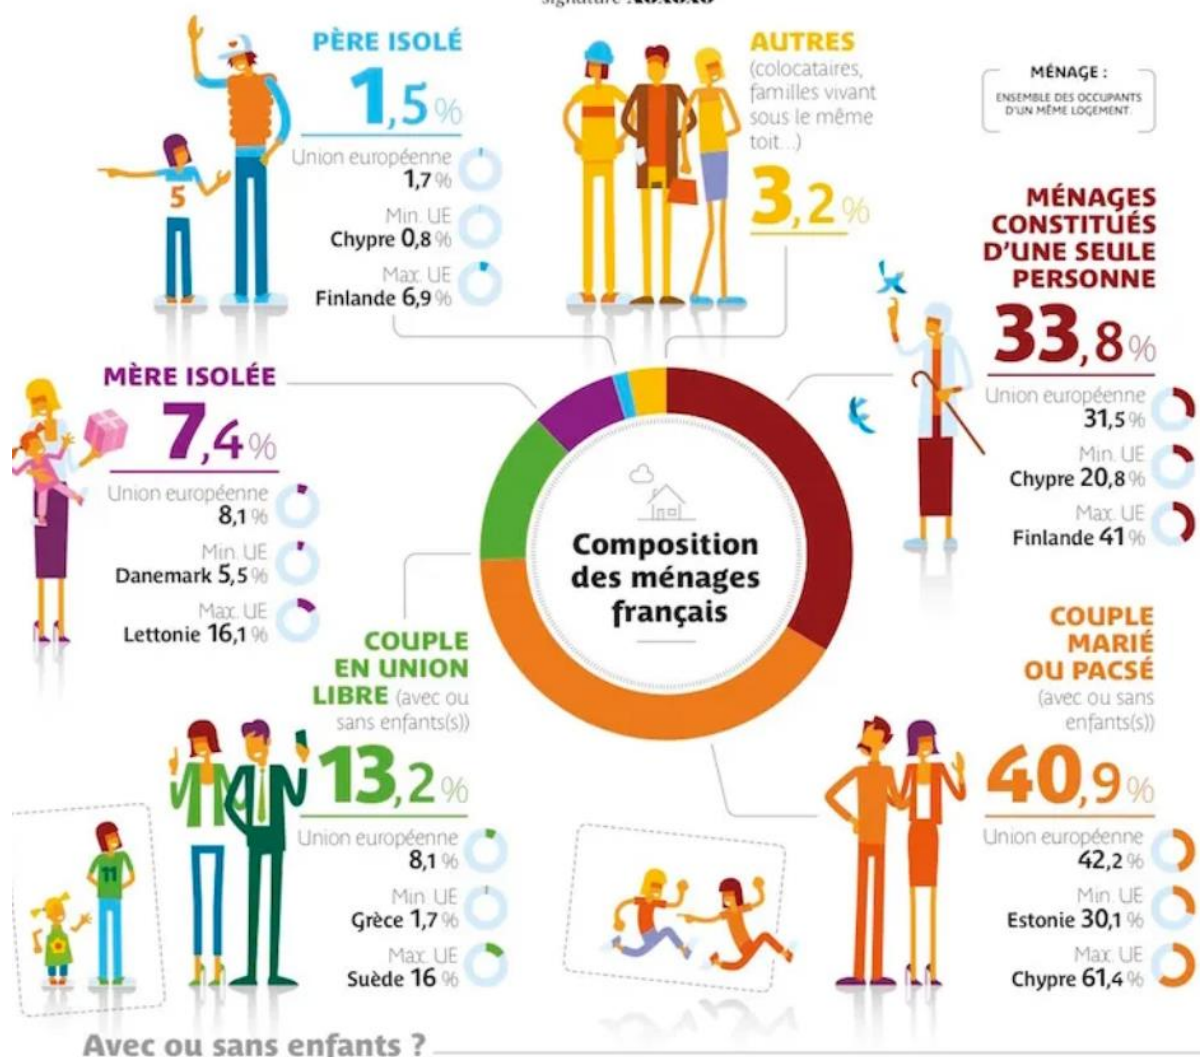 PÈRE ISOLÉ
1,5%
Union européenne
1,7%
Min. UE
Chypre 0,8%
Max. UE
Finlande 6,9%
5
AUTRES
(colocataires,
familles vivant
sous le même
toit...)
3,2%
MÉNAGE :
ENSEMBLE DES OCCUPANTS
D'UN MÊME LOGEMENT.
MÉNAGES
CONSTITUÉS
D'UNE SEULE
PERSONNE
33,8%
Union européenne
31,5%
Min. UE
Chypre 20,8%
Max. UE
Finlande 41%
MÈRE ISOLÉE
7,4%
Union européenne
8,1%
Min. UE
Danemark 5,5%
Max. UE
Lettonie 16,1%
Composition
des ménages
français
COUPLE
EN UNION
LIBRE (avec ou
sans enfants(s))
13,2%
Union européenne
8,1%
Min. UE
Grèce 1,7%
Max. UE
Suède 16%
11
COUPLE
MARIÉ
OU PACSÉ
(avec ou sans
enfants(s))
40,9%
Union européenne
42,2%
Min. UE
Estonie 30,1%
Max. UE
Chypre 61,4%
Avec ou sans enfants ?